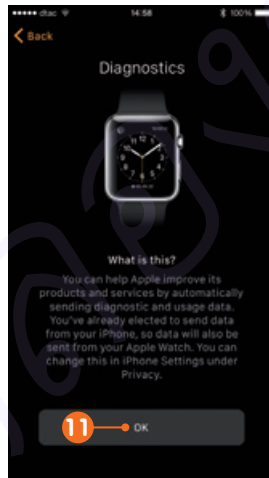 dtac 14:58 100%
Back
Diagnostics
What is this?
You can help Apple improve its
products and services by automatically
sending diagnostic and usage data.
You've already elected to send data
from your iPhone, so data will also be
sent from your Apple Watch. You can
change this in iPhone Settings under
Privacy.
11 OK